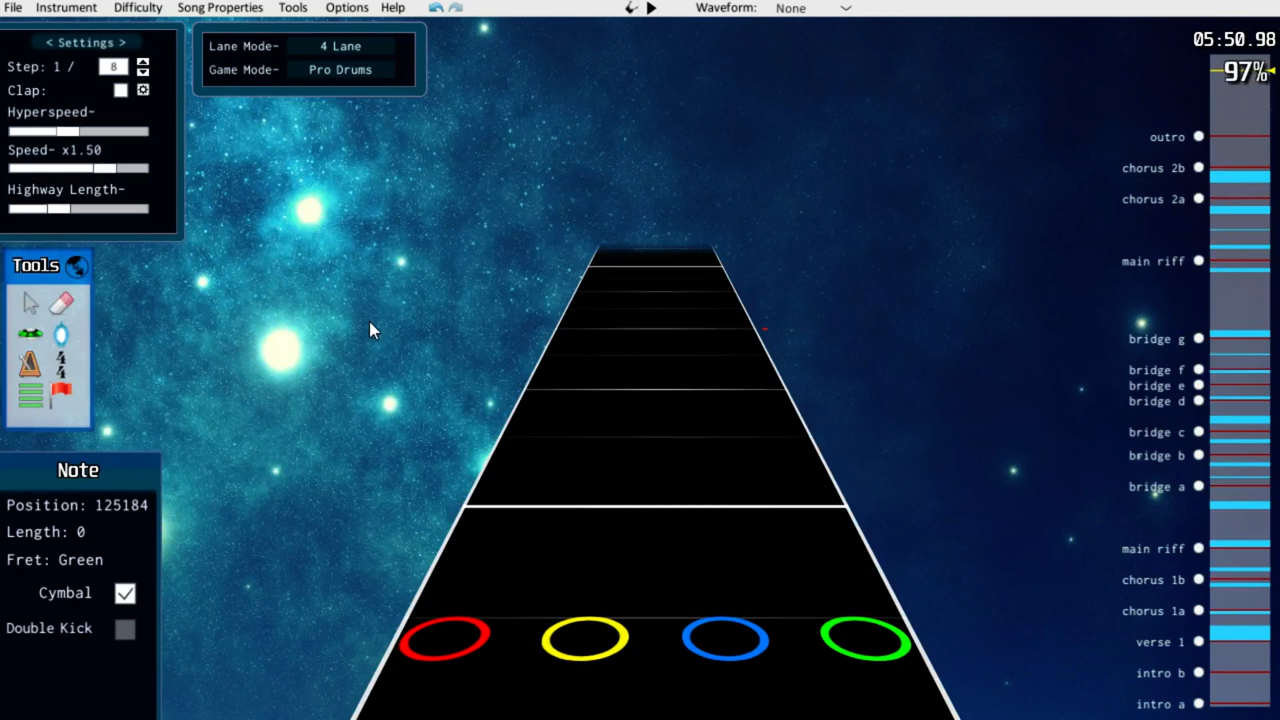 File Instrument Difficulty Song Properties Tools Options Help Waveform: None
< Settings >
Step: 1 / 8
Clap:
Hyperspeed-
Speed- x1.50
Highway Length-
Lane Mode- 4 Lane
Game Mode- Pro Drums
05:50.98
97%
Tools
4
4
Note
Position: 125184
Length: 0
Fret: Green
Cymbal
Double Kick
outro
chorus 2b
chorus 2a
main riff
bridge g
bridge f
bridge e
bridge d
bridge c
bridge b
bridge a
main riff
chorus 1b
chorus 1a
verse 1
intro b
intro a